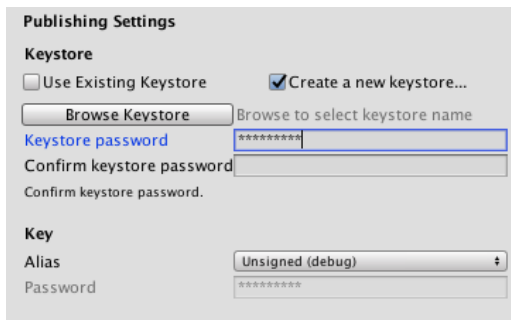 Publishing Settings
Keystore
Use Existing Keystore Create a new keystore...
Browse Keystore Browse to select keystore name
Keystore password *********
Confirm keystore password
Confirm keystore password.
Key
Alias Unsigned (debug)
Password *********